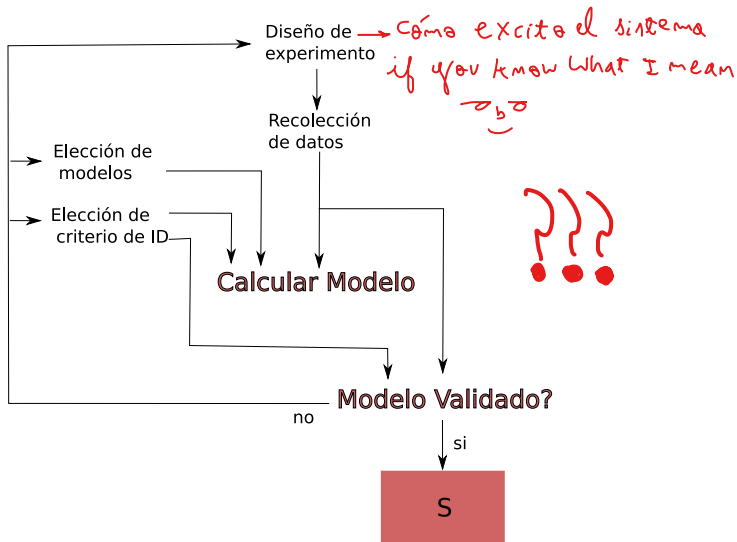 Diseño de
experimento
Cómo excito el sistema
if you know what I mean
Recolección
de datos
Elección de
modelos
Elección de
criterio de ID
???
Calcular Modelo
Modelo Validado?
no
si
S